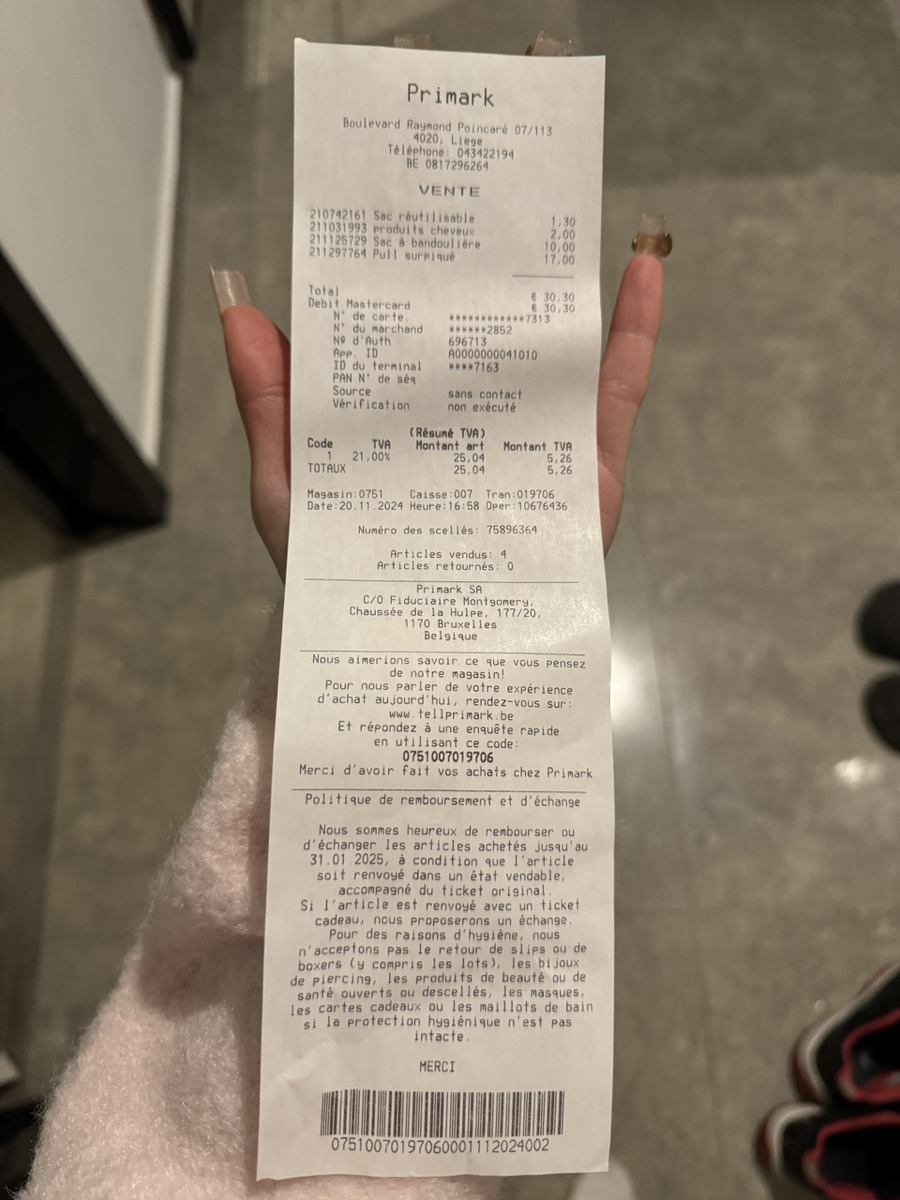 Primark
Boulevard Raymond Poincaré 07/113
4020, Liege
Téléphone: 043422194
BE 0817296264
VENTE
210742161 Sac réutilisable 1,30
211031993 produits cheveux 2,00
211125729 Sac à bandoulière 10,00
211297764 Pull surpiqué 17,00
Total € 30,30
Debit Mastercard € 30,30
N° de carte. ************7313
N° du marchand ******2852
Nº d'Auth 696713
App. ID A0000000041010
ID du terminal ****7163
PAN N° de séq
Source sans contact
Vérification non exécuté
(Résumé TVA)
Code TVA Montant art Montant TVA
1 21,00% 25,04 5,26
TOTAUX 25,04 5,26
Magasin:0751 Caisse:007 Tran:019706
Date:20.11.2024 Heure:16:58 Oper:10676436
Numéro des scellés: 75896364
Articles vendus: 4
Articles retournés: 0
Primark SA
C/O Fiduciaire Montgomery,
Chaussée de la Hulpe, 177/20,
1170 Bruxelles
Belgique
Nous aimerions savoir ce que vous pensez
de notre magasin!
Pour nous parler de votre expérience
d'achat aujourd'hui, rendez-vous sur:
www.tellprimark.be
Et répondez à une enquête rapide
en utilisant ce code:
0751007019706
Merci d'avoir fait vos achats chez Primark
Politique de remboursement et d'échange
Nous sommes heureux de rembourser ou
d'échanger les articles achetés jusqu'au
31.01.2025, à condition que l'article
soit renvoyé dans un état vendable,
accompagné du ticket original.
Si l'article est renvoyé avec un ticket
cadeau, nous proposerons un échange.
Pour des raisons d'hygiène, nous
n'acceptons pas le retour de slips ou de
boxers (y compris les lots), les bijoux
de piercing, les produits de beauté ou de
santé ouverts ou descellés, les masques,
les cartes cadeaux ou les maillots de bain
si la protection hygiénique n'est pas
intacte.
MERCI
07510070197060001112024002